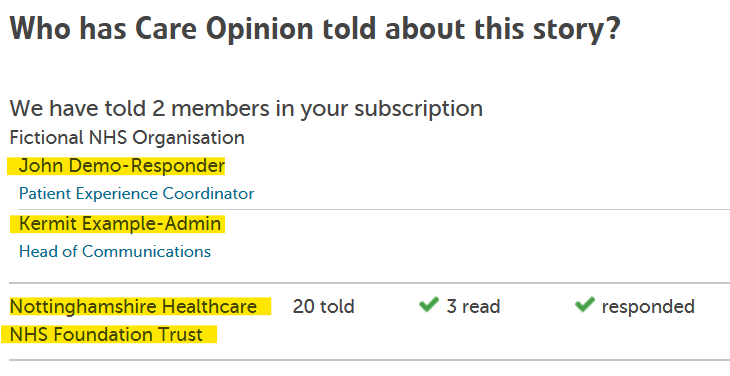 Who has Care Opinion told about this story?
We have told 2 members in your subscription
Fictional NHS Organisation
John Demo-Responder
Patient Experience Coordinator
Kermit Example-Admin
Head of Communications
Nottinghamshire Healthcare 20 told 3 read responded
NHS Foundation Trust